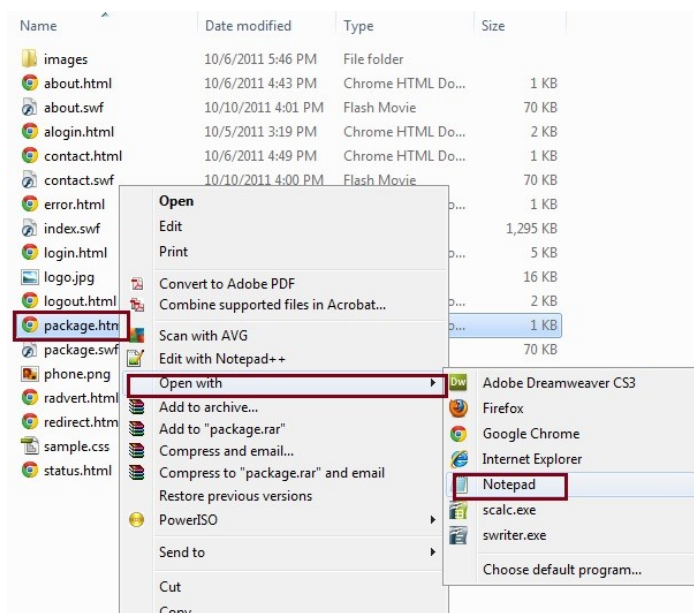 Name Date modified Type Size
images 10/6/2011 5:46 PM File folder
about.html 10/6/2011 4:43 PM Chrome HTML Do... 1 KB
about.swf 10/10/2011 4:01 PM Flash Movie 70 KB
alogin.html 10/5/2011 3:19 PM Chrome HTML Do... 2 KB
contact.html 10/6/2011 4:49 PM Chrome HTML Do... 1 KB
contact.swf 10/10/2011 4:00 PM Flash Movie 70 KB
error.html o... 1 KB
index.swf 1,295 KB
login.html o... 5 KB
logo.jpg 16 KB
logout.html o... 2 KB
package.htm o... 1 KB
package.swf 70 KB
phone.png
radvert.html
redirect.htm
sample.css
status.html
Open
Edit
Print
Convert to Adobe PDF
Combine supported files in Acrobat...
Scan with AVG
Edit with Notepad++
Open with
Add to archive...
Add to "package.rar"
Compress and email...
Compress to "package.rar" and email
Restore previous versions
PowerISO
Send to
Cut
Copy
Dw Adobe Dreamweaver CS3
Firefox
Google Chrome
Internet Explorer
Notepad
scalc.exe
swriter.exe
Choose default program...